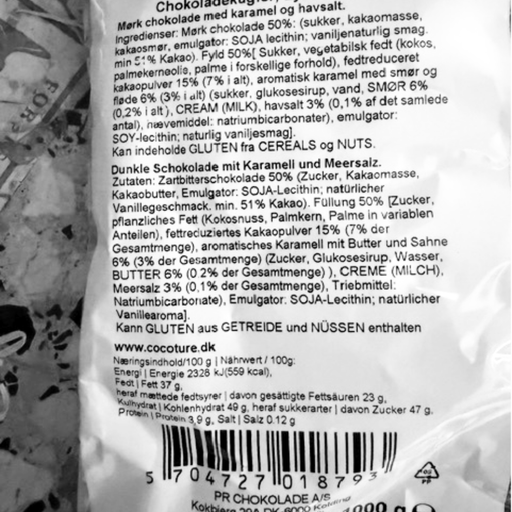 Chokoladekugler
Mørk chokolade med karamel og havsalt.
Ingredienser: Mørk chokolade 50%: (sukker, kakaomasse,
kakaosmør, emulgator: SOJA lecithin; vaniljenaturlig smag.
min 51% Kakao). Fyld 50%[ Sukker, vegetabilsk fedt (kokos,
palmekerneolie, palme i forskellige forhold), fedtreduceret
kakaopulver 15% (7% i alt), aromatisk karamel med smør og
fløde 6% (3% i alt) (sukker, glukosesirup, vand, SMØR 6%
(0,2% i alt ), CREAM (MILK), havsalt 3% (0,1% af det samlede
antal), hævemiddel: natriumbicarbonater), emulgator:
SOY-lecithin; naturlig vaniljesmag].
Kan indeholde GLUTEN fra CEREALS og NUTS.
Dunkle Schokolade mit Karamell und Meersalz.
Zutaten: Zartbitterschokolade 50% (Zucker, Kakaomasse,
Kakaobutter, Emulgator: SOJA-Lecithin; natürlicher
Vanillegeschmack. min. 51% Kakao). Füllung 50% [Zucker,
pflanzliches Fett (Kokosnuss, Palmkern, Palme in variablen
Anteilen), fettreduziertes Kakaopulver 15% (7% der
Gesamtmenge), aromatisches Karamell mit Butter und Sahne
6% (3% der Gesamtmenge) (Zucker, Glukosesirup, Wasser,
BUTTER 6% (0 2% der Gesamtmenge) ), CREME (MILCH),
Meersalz 3% (0,1% der Gesamtmenge), Triebmittel:
Natriumbicarbonate), Emulgator: SOJA-Lecithin; natürlicher
Vanillearoma].
Kann GLUTEN aus GETREIDE und NÜSSEN enthalten
www.cocoture.dk
Næringsindhold/100 g | Nährwert / 100g:
Energi | Energie 2328 kJ(559 kcal),
Fedt | Fett 37 g,
heraf mættede fedtsyrer | davon gesättigte Fettsäuren 23 g,
Kulhydrat | Kohlenhydrat 49 g, heraf sukkerarter | davon Zucker 47 g,
Protein | Protein 3,9 g, Salt | Salz 0.12 g
5 704727 018793
PR CHOKOLADE A/S
Kokbjerg DK-6000 Kolding
1000 g
PP
FOR